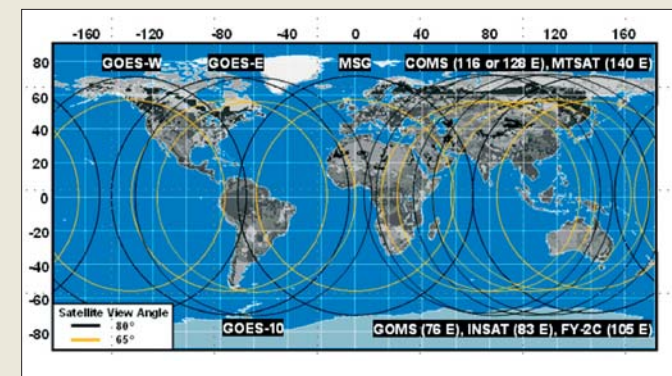 -160 -120 -80 -40 0 40 80 120 160
GOES-W GOES-E MSG COMS (116 or 128 E), MTSAT (140 E)
80
60
40
20
0
-20
-40
-60
-80
Satellite View Angle
80°
65°
GOES-10 GOMS (76 E), INSAT (83 E), FY-2C (105 E)